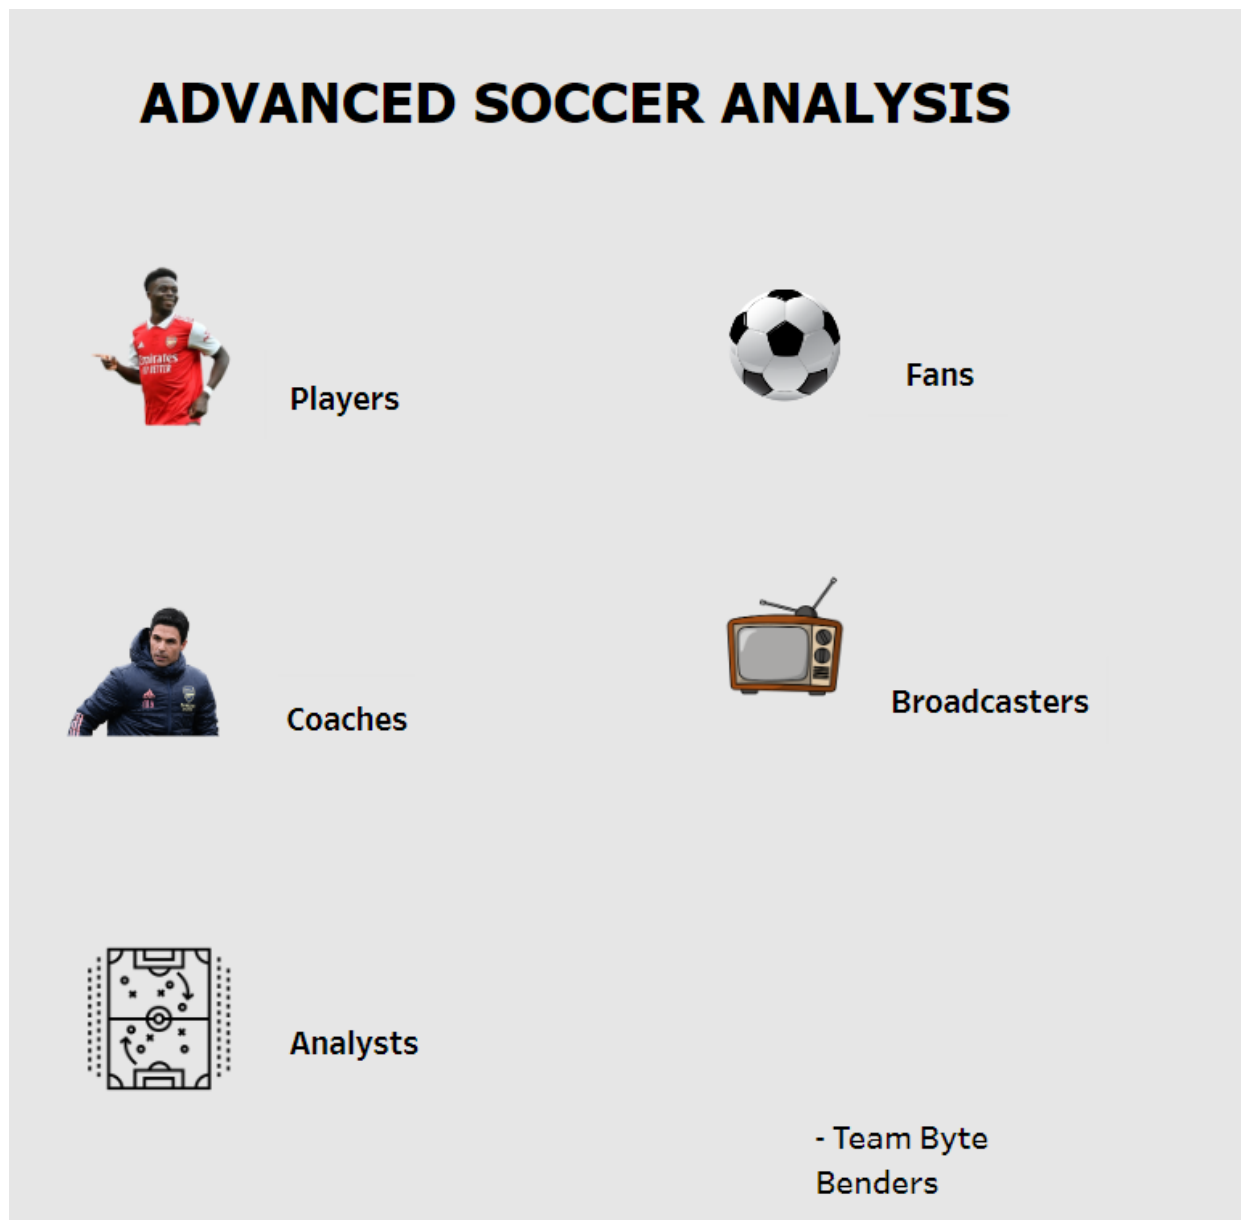 ADVANCED SOCCER ANALYSIS
Players
Fans
Coaches
Broadcasters
Analysts
- Team Byte
Benders